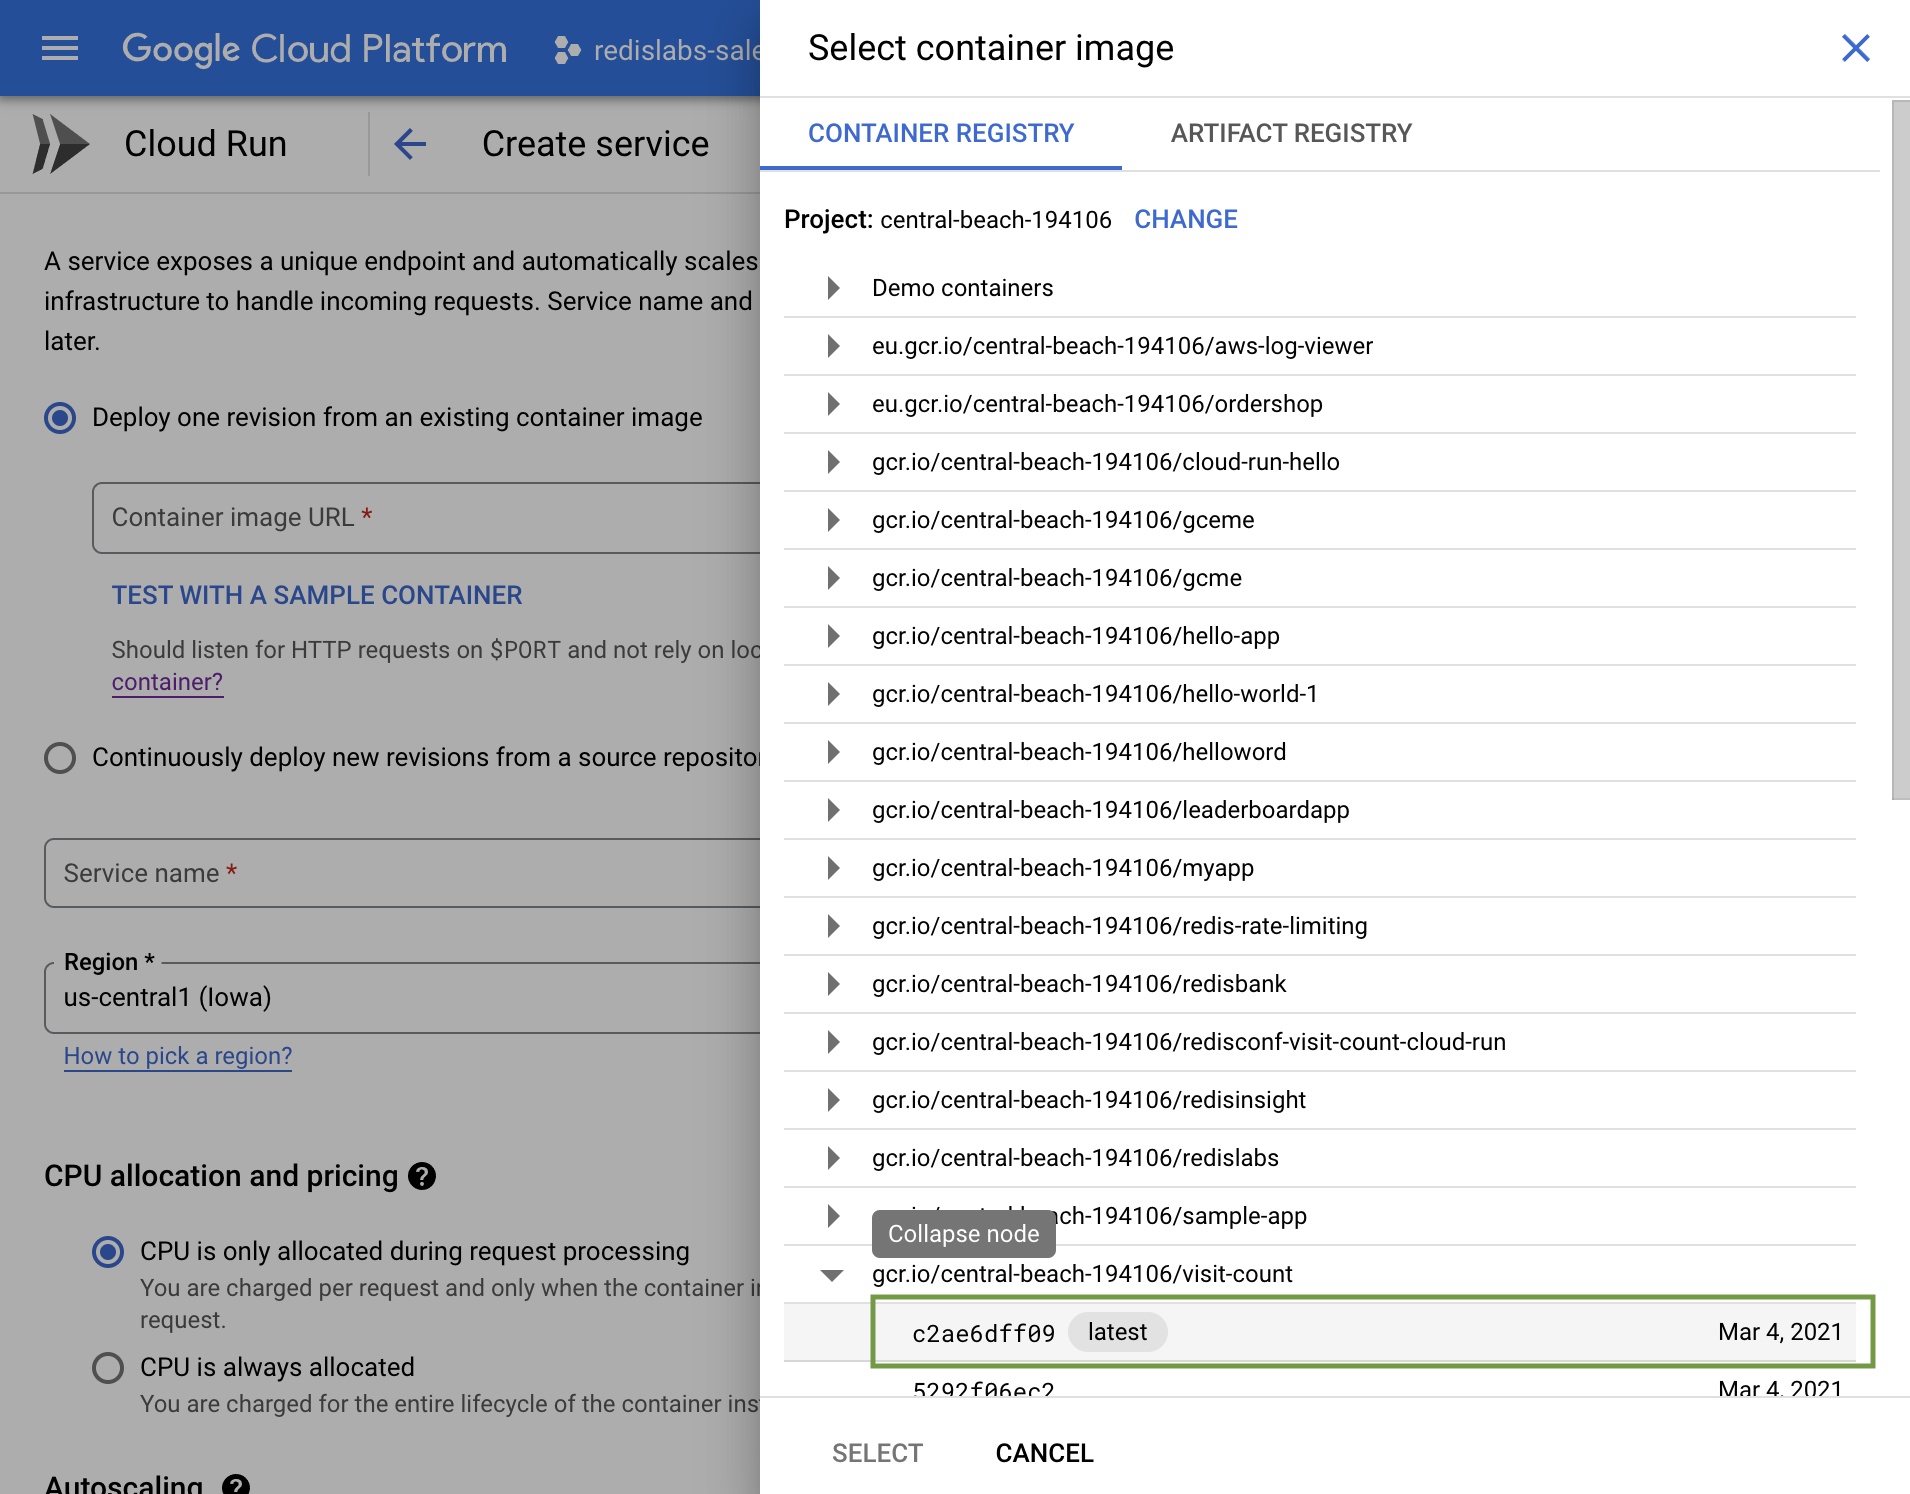 Google Cloud Platform
redislabs-sale
Cloud Run
Create service
A service exposes a unique endpoint and automatically scales
infrastructure to handle incoming requests. Service name and
later.
Deploy one revision from an existing container image
Container image URL *
TEST WITH A SAMPLE CONTAINER
Should listen for HTTP requests on $PORT and not rely on loc
container?
Continuously deploy new revisions from a source repositor
Service name *
Region *
us-central1 (Iowa)
How to pick a region?
CPU allocation and pricing
CPU is only allocated during request processing
You are charged per request and only when the container i
request.
CPU is always allocated
You are charged for the entire lifecycle of the container ins
Autoscaling
Select container image
CONTAINER REGISTRY
ARTIFACT REGISTRY
Project: central-beach-194106 CHANGE
Demo containers
eu.gcr.io/central-beach-194106/aws-log-viewer
eu.gcr.io/central-beach-194106/ordershop
gcr.io/central-beach-194106/cloud-run-hello
gcr.io/central-beach-194106/gceme
gcr.io/central-beach-194106/gcme
gcr.io/central-beach-194106/hello-app
gcr.io/central-beach-194106/hello-world-1
gcr.io/central-beach-194106/helloword
gcr.io/central-beach-194106/leaderboardapp
gcr.io/central-beach-194106/myapp
gcr.io/central-beach-194106/redis-rate-limiting
gcr.io/central-beach-194106/redisbank
gcr.io/central-beach-194106/redisconf-visit-count-cloud-run
gcr.io/central-beach-194106/redisinsight
gcr.io/central-beach-194106/redislabs
ach-194106/sample-app
Collapse node
gcr.io/central-beach-194106/visit-count
c2ae6dff09 latest Mar 4, 2021
5292f06ec2 Mar 4, 2021
SELECT
CANCEL